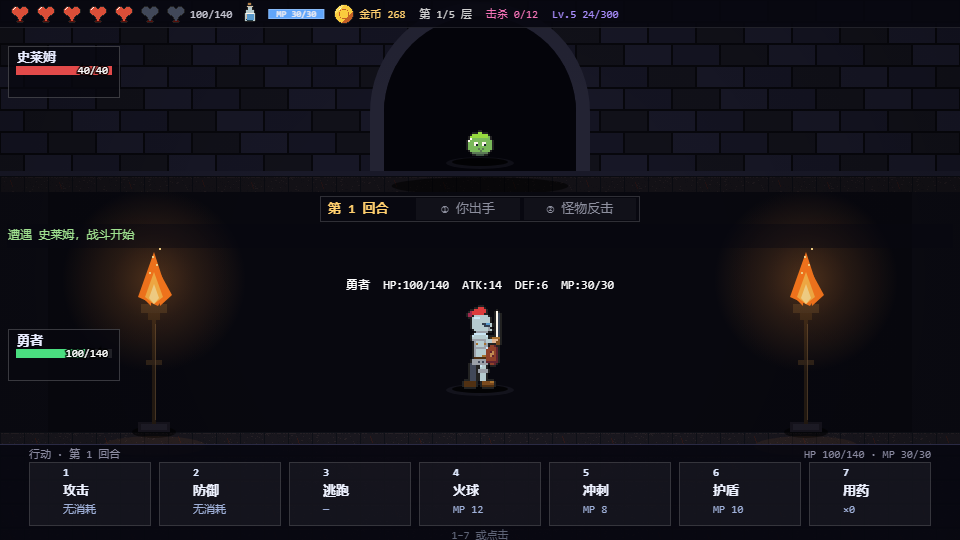 100/140 MP 30/30 金币 268 第 1/5 层 击杀 0/12 Lv.5 24/300
史莱姆
40/40
第 1 回合 ① 你出手 ② 怪物反击
遭遇 史莱姆，战斗开始
勇者 HP:100/140 ATK:14 DEF:6 MP:30/30
勇者
100/140
行动 · 第 1 回合 HP 100/140 · MP 30/30
1 2 3 4 5 6 7
攻击 防御 逃跑 火球 冲刺 护盾 用药
无消耗 无消耗 — MP 12 MP 8 MP 10 ×0
1-7 或点击